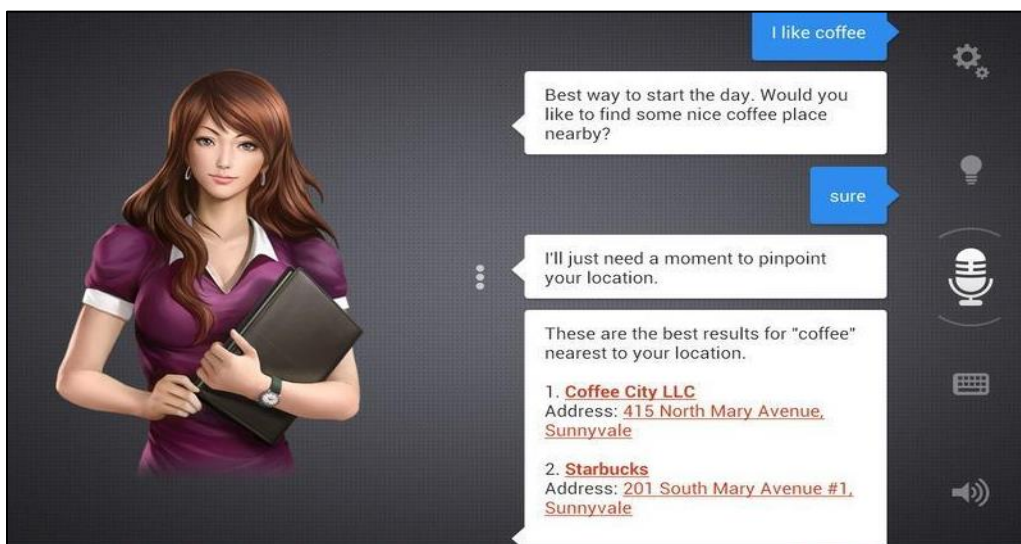 I like coffee
Best way to start the day. Would you
like to find some nice coffee place
nearby?
sure
I'll just need a moment to pinpoint
your location.
These are the best results for "coffee"
nearest to your location.
1. Coffee City LLC
Address: 415 North Mary Avenue,
Sunnyvale
2. Starbucks
Address: 201 South Mary Avenue #1,
Sunnyvale